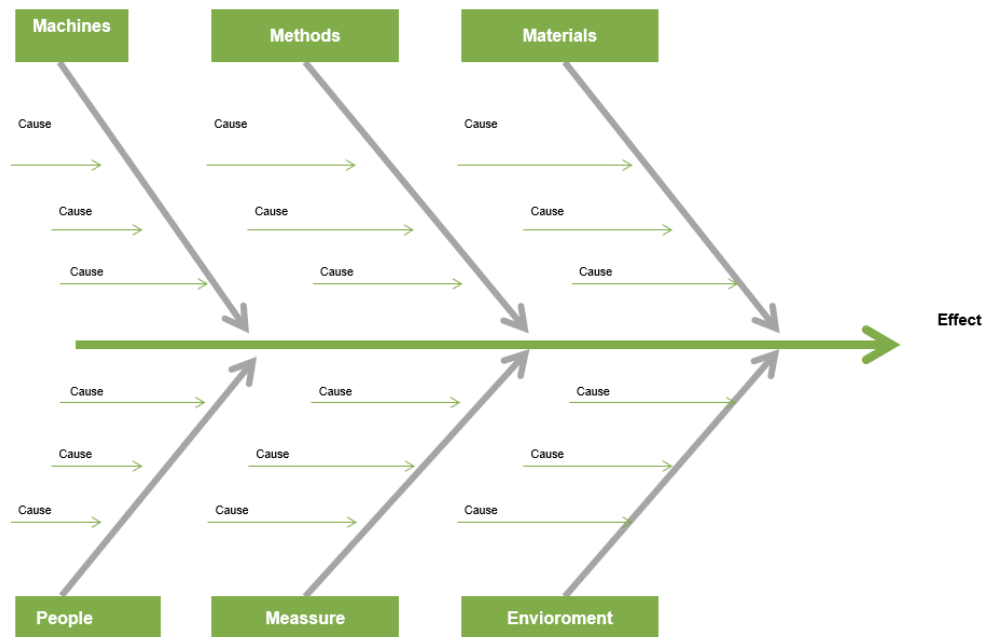 Machines
Methods
Materials
Cause
Cause
Cause
Cause
Cause
Cause
Cause
Cause
Cause
Effect
Cause
Cause
Cause
Cause
Cause
Cause
Cause
Cause
Cause
People
Meassure
Envioroment